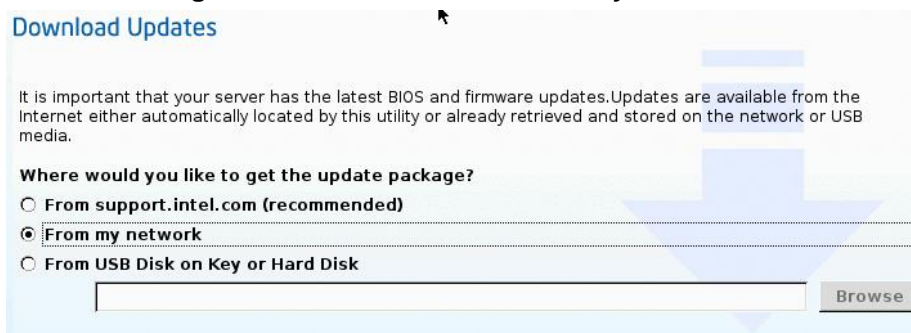 Download Updates
It is important that your server has the latest BIOS and firmware updates.Updates are available from the
Internet either automatically located by this utility or already retrieved and stored on the network or USB
media.
Where would you like to get the update package?
From support.intel.com (recommended)
From my network
From USB Disk on Key or Hard Disk
Browse